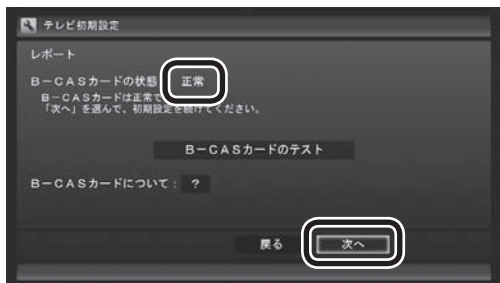 テレビ初期設定
レポート
B－CASカードの状態 正常
B－CASカードは正常で
「次へ」を選んで、初期設定を続けてください。
B－CASカードのテスト
B－CASカードについて： ？
戻る 次へ